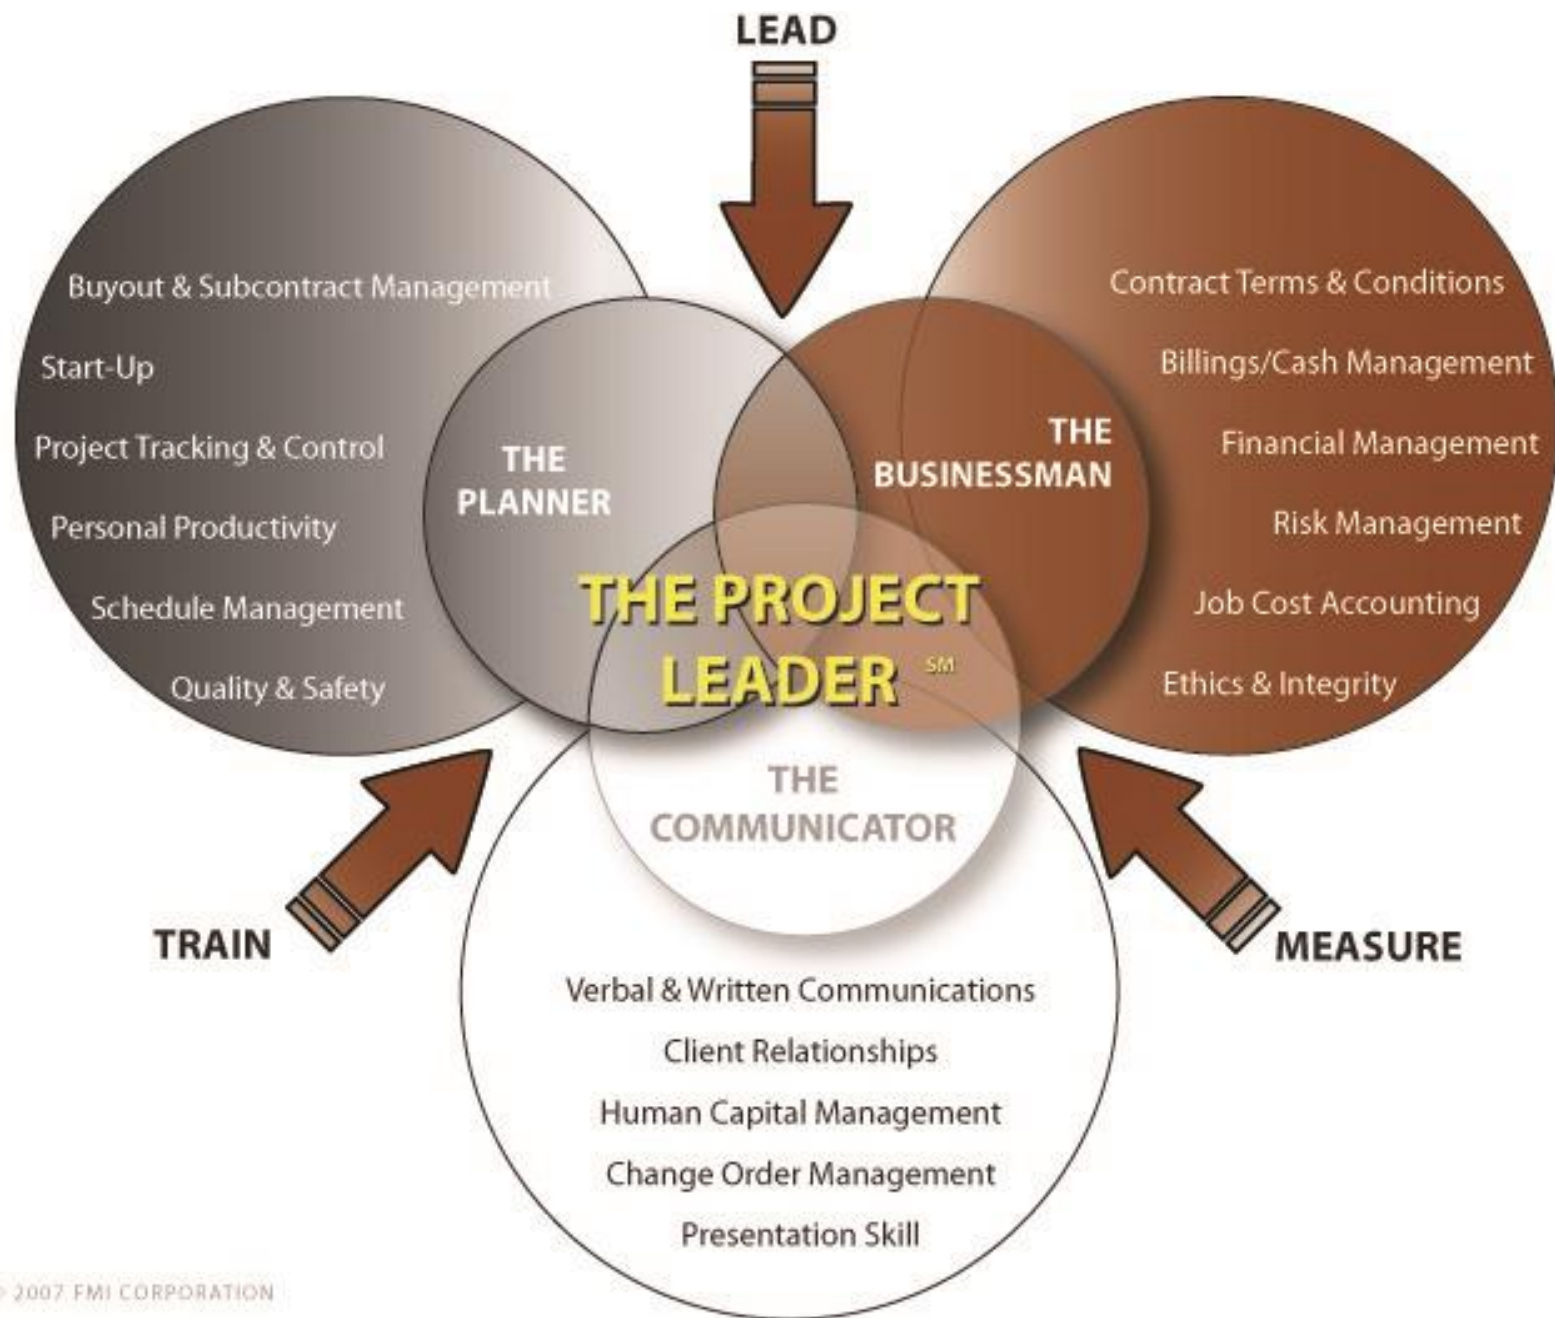 LEAD
Buyout & Subcontract Management
Start-Up
Project Tracking & Control
Personal Productivity
Schedule Management
Quality & Safety
THE
PLANNER
THE
BUSINESSMAN
Contract Terms & Conditions
Billings/Cash Management
Financial Management
Risk Management
Job Cost Accounting
Ethics & Integrity
THE PROJECT
LEADER SM
THE
COMMUNICATOR
TRAIN
MEASURE
Verbal & Written Communications
Client Relationships
Human Capital Management
Change Order Management
Presentation Skill
© 2007 FMI CORPORATION